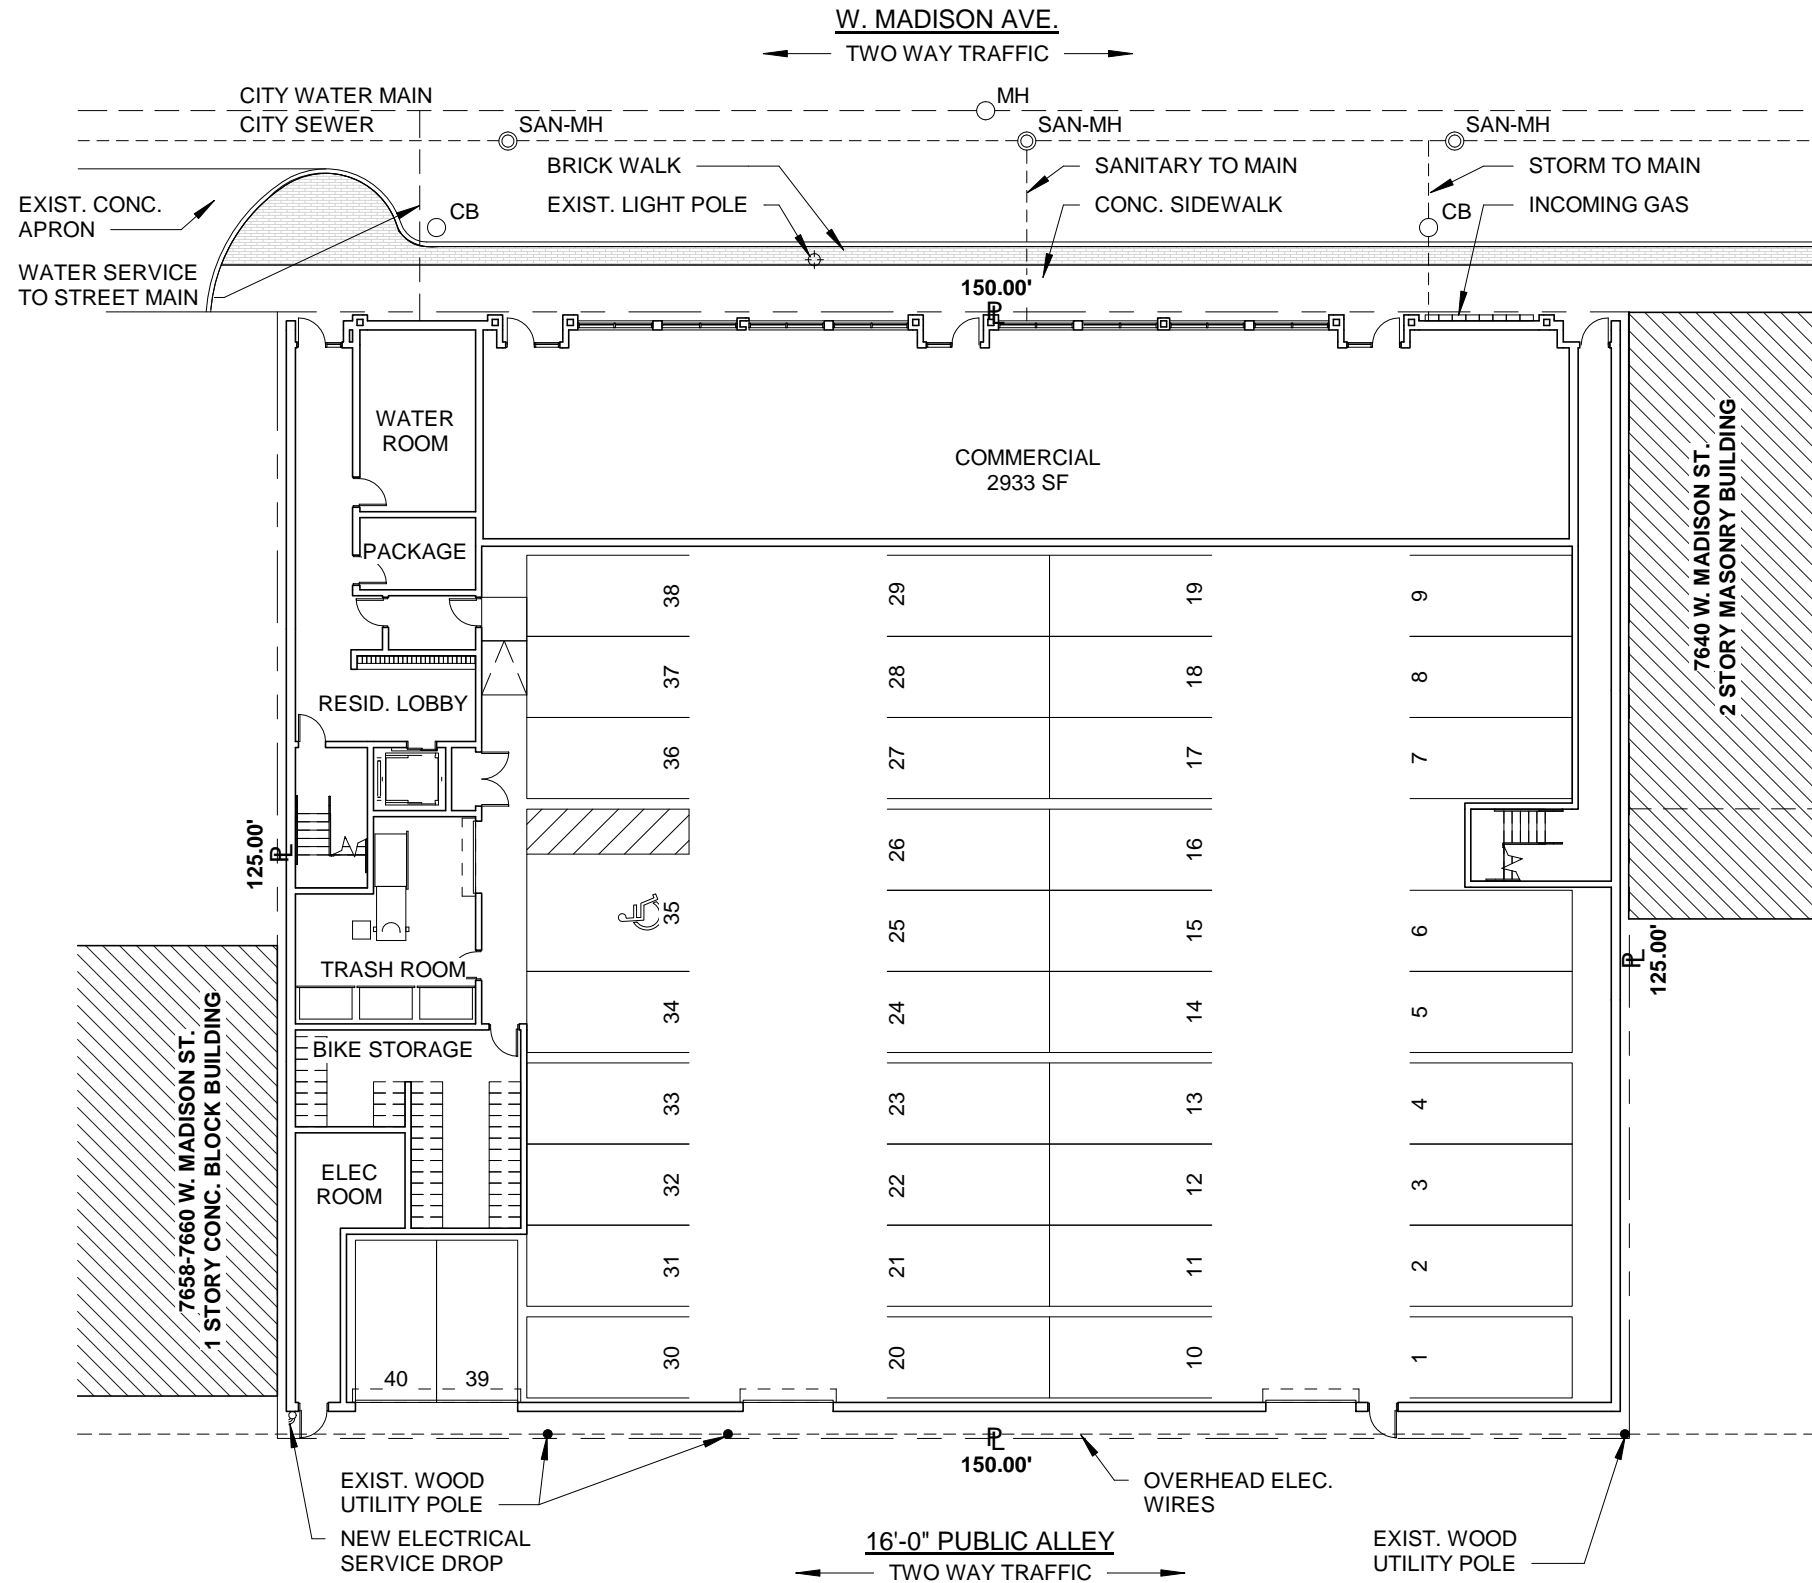 W. MADISON AVE.
TWO WAY TRAFFIC
CITY WATER MAIN
MH
CITY SEWER
SAN-MH
SAN-MH
SAN-MH
BRICK WALK
SANITARY TO MAIN
STORM TO MAIN
EXIST. CONC.
APRON
CB
EXIST. LIGHT POLE
CONC. SIDEWALK
CB
INCOMING GAS
WATER SERVICE
TO STREET MAIN
150.00'
PL
WATER
ROOM
COMMERCIAL
2933 SF
7640 W. MADISON ST.
2 STORY MASONRY BUILDING
PACKAGE
38
29
19
9
37
28
18
8
RESID. LOBBY
36
27
17
7
125.00'
PL
26
16
35
25
15
6
PL
125.00'
TRASH ROOM
34
24
14
5
BIKE STORAGE
7658-7660 W. MADISON ST.
1 STORY CONC. BLOCK BUILDING
33
23
13
4
ELEC
ROOM
32
22
12
3
31
21
11
2
30
20
10
1
40
39
PL
150.00'
EXIST. WOOD
UTILITY POLE
OVERHEAD ELEC.
WIRES
NEW ELECTRICAL
SERVICE DROP
16'-0" PUBLIC ALLEY
TWO WAY TRAFFIC
EXIST. WOOD
UTILITY POLE